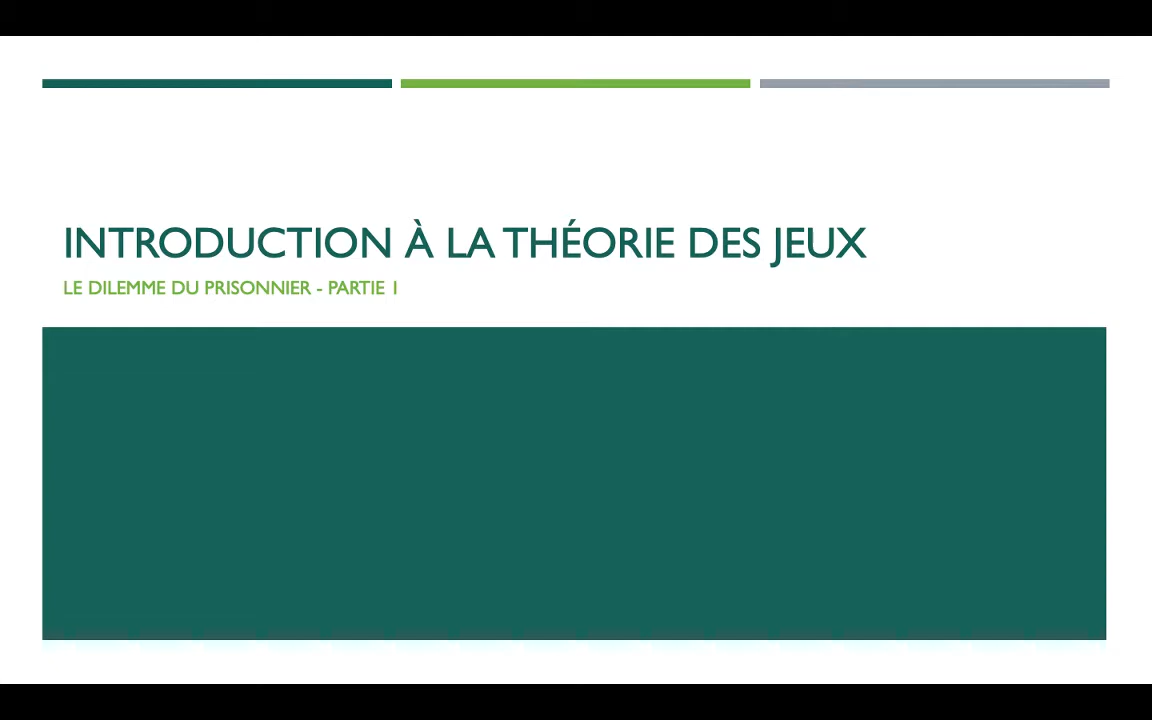 INTRODUCTION À LA THÉORIE DES JEUX
LE DILEMME DU PRISONNIER - PARTIE 1